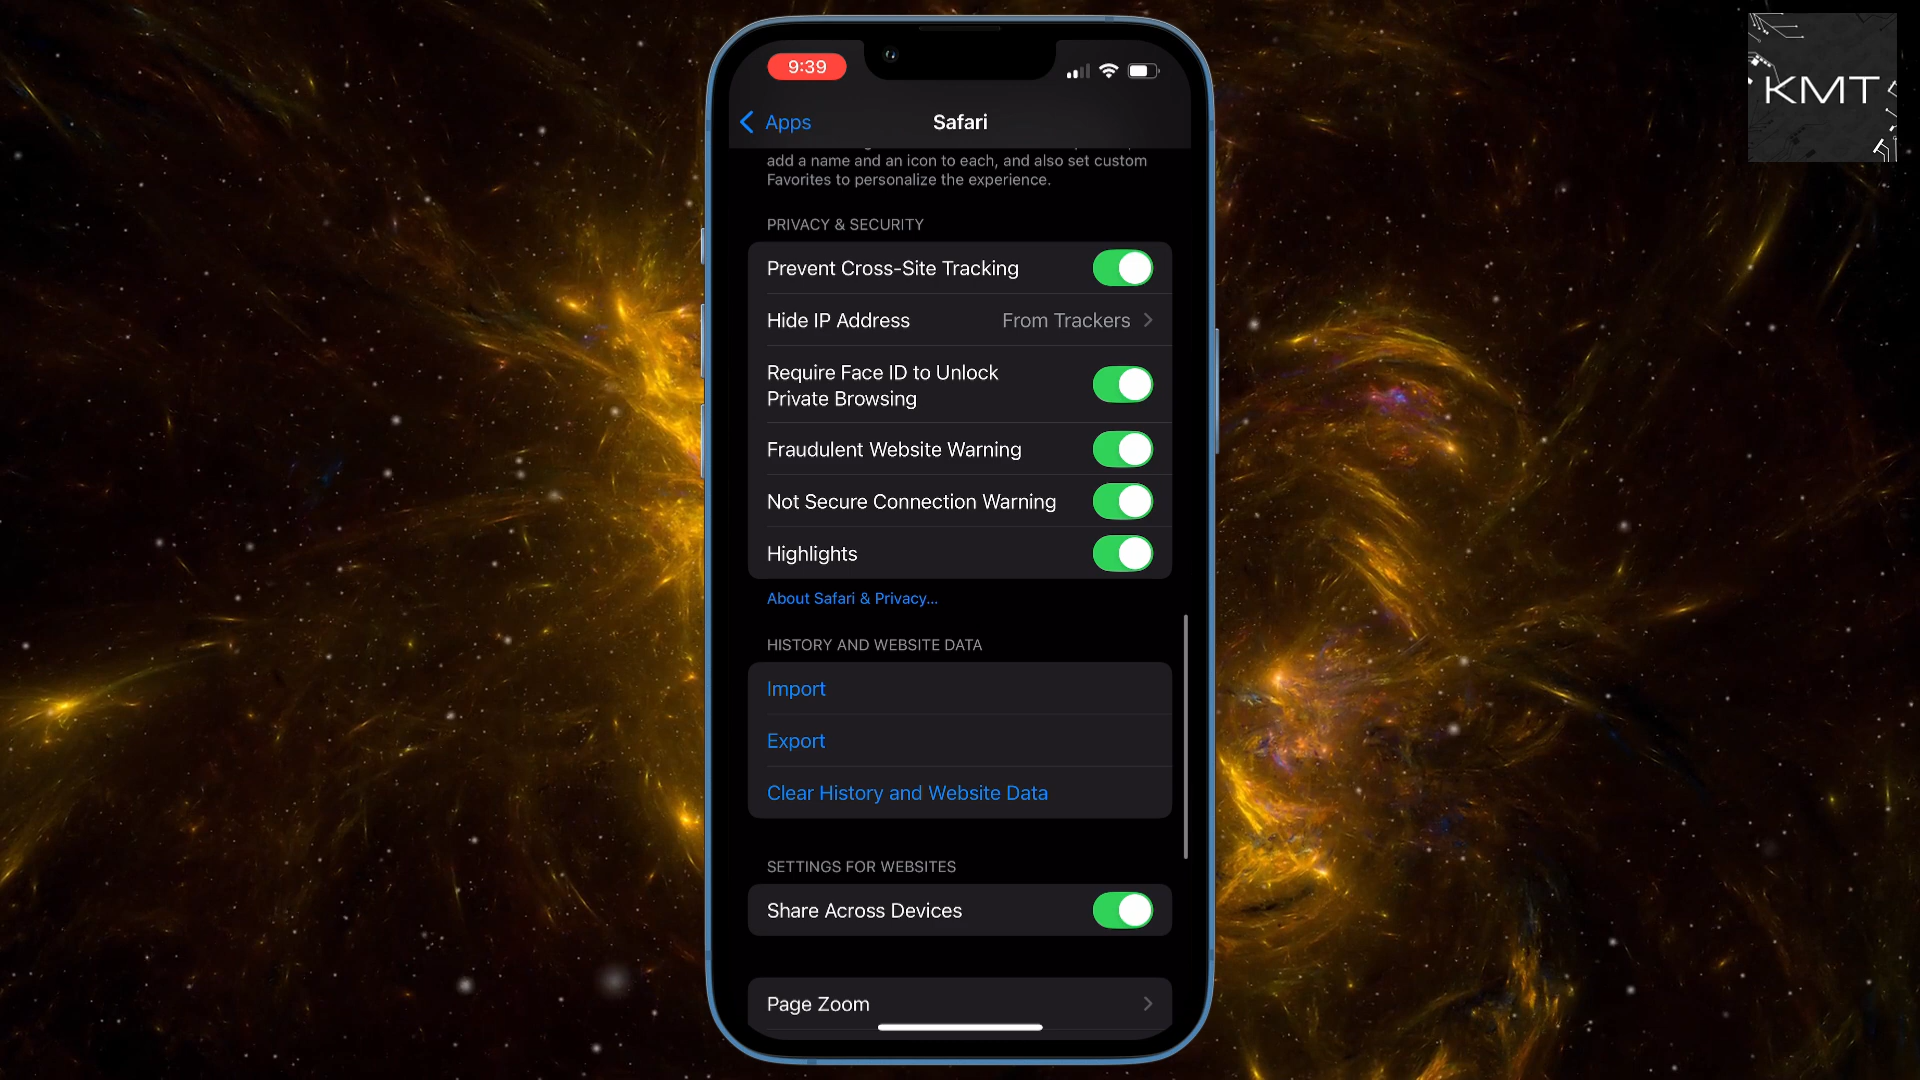 9:39
KMT
Apps
Safari
add a name and an icon to each, and also set custom
Favorites to personalize the experience.
PRIVACY & SECURITY
Prevent Cross-Site Tracking
Hide IP Address From Trackers
Require Face ID to Unlock
Private Browsing
Fraudulent Website Warning
Not Secure Connection Warning
Highlights
About Safari & Privacy...
HISTORY AND WEBSITE DATA
Import
Export
Clear History and Website Data
SETTINGS FOR WEBSITES
Share Across Devices
Page Zoom